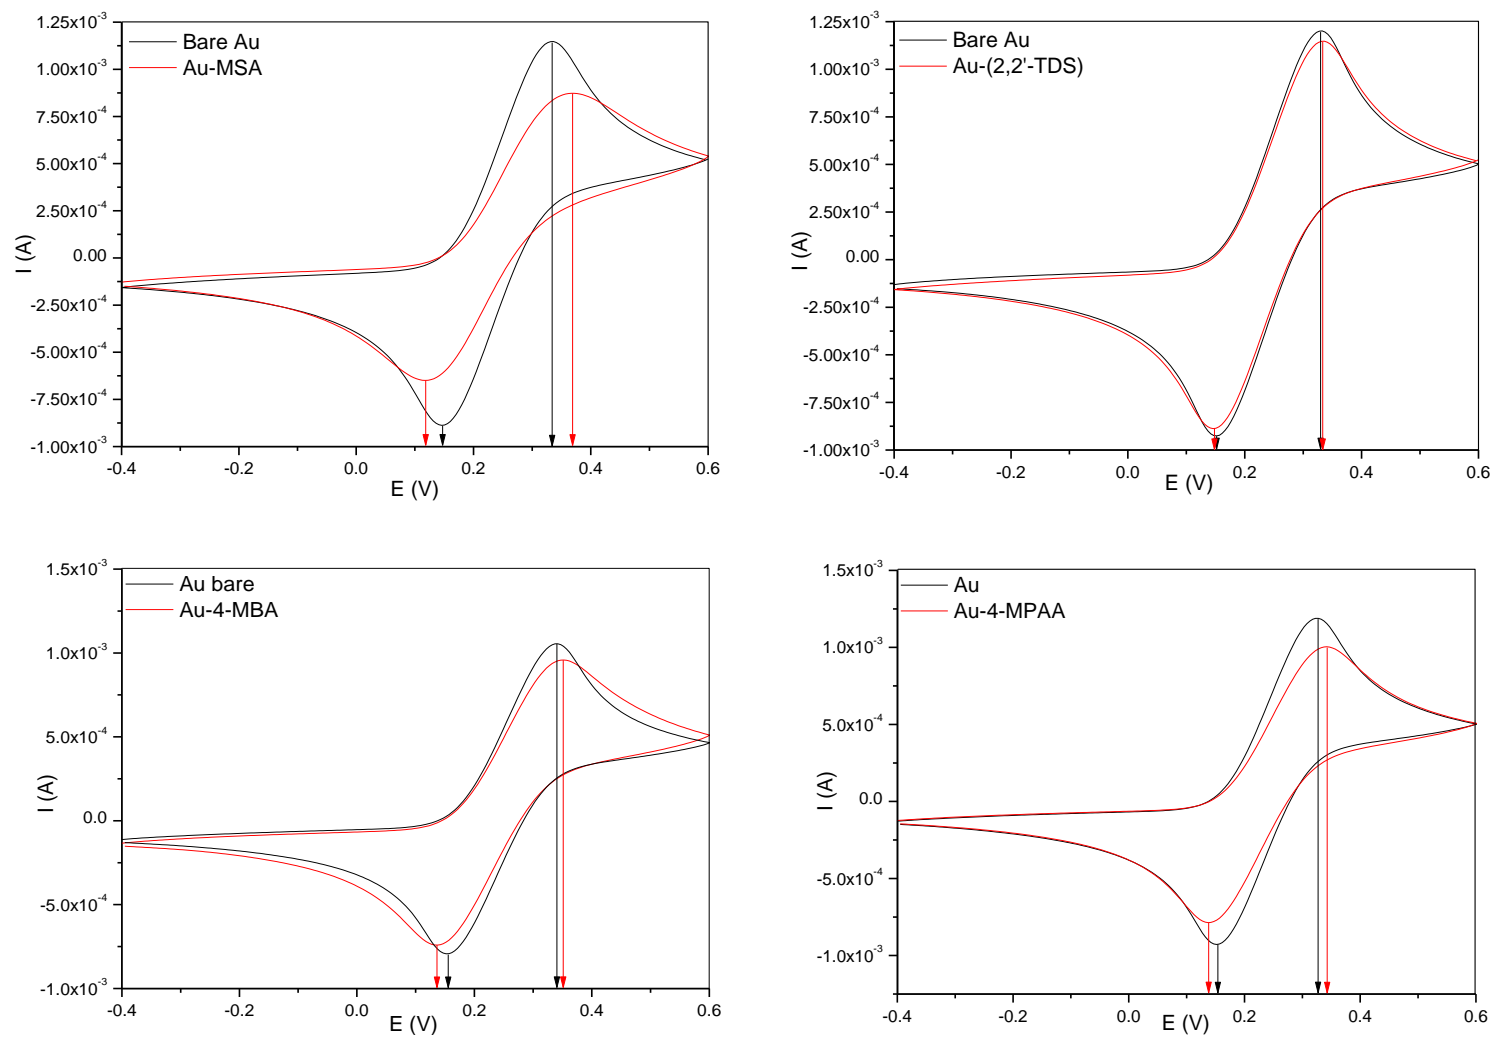 Bare Au
Au-MSA
1.25x10⁻³
1.00x10⁻³
7.50x10⁻⁴
5.00x10⁻⁴
2.50x10⁻⁴
0.00
-2.50x10⁻⁴
-5.00x10⁻⁴
-7.50x10⁻⁴
-1.00x10⁻³
I (A)
-0.4 -0.2 0.0 0.2 0.4 0.6
E (V)
Bare Au
Au-(2,2'-TDS)
1.25x10⁻³
1.00x10⁻³
7.50x10⁻⁴
5.00x10⁻⁴
2.50x10⁻⁴
0.00
-2.50x10⁻⁴
-5.00x10⁻⁴
-7.50x10⁻⁴
-1.00x10⁻³
I (A)
-0.4 -0.2 0.0 0.2 0.4 0.6
E (V)
Au bare
Au-4-MBA
1.5x10⁻³
1.0x10⁻³
5.0x10⁻⁴
0.0
-5.0x10⁻⁴
-1.0x10⁻³
I (A)
-0.4 -0.2 0.0 0.2 0.4 0.6
E (V)
Au
Au-4-MPAA
1.5x10⁻³
1.0x10⁻³
5.0x10⁻⁴
0.0
-5.0x10⁻⁴
-1.0x10⁻³
I (A)
-0.4 -0.2 0.0 0.2 0.4 0.6
E (V)